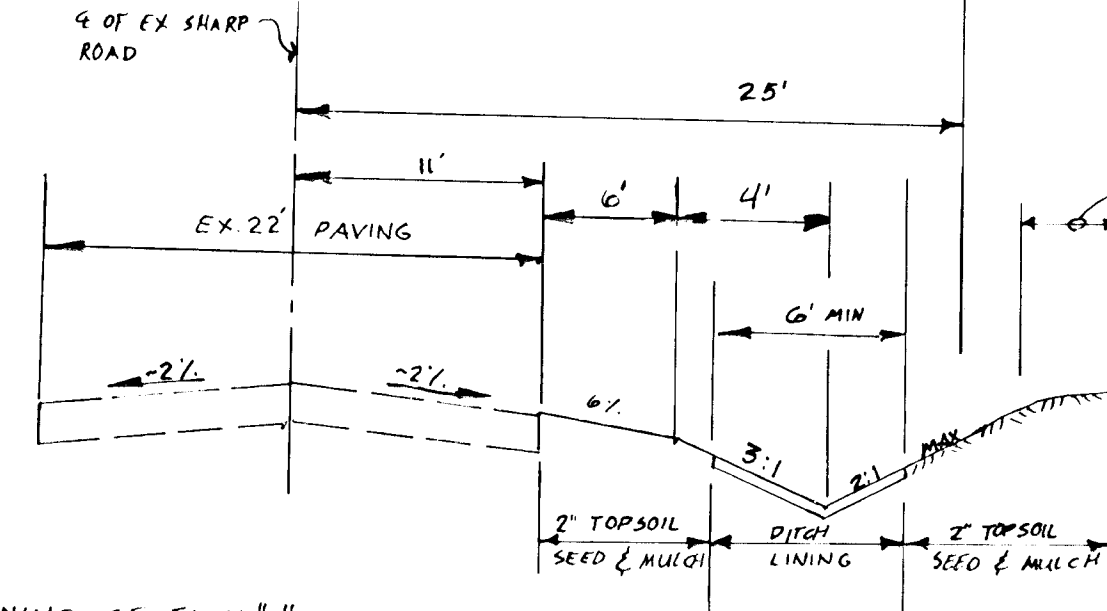 ℄ OF EX SHARP
ROAD
25'
11'
6'
4'
EX. 22' PAVING
6' MIN
~2%
~2%
6%
3:1
2:1
MAX
2" TOPSOIL
SEED & MULCH
DITCH
LINING
2" TOPSOIL
SEED & MULCH